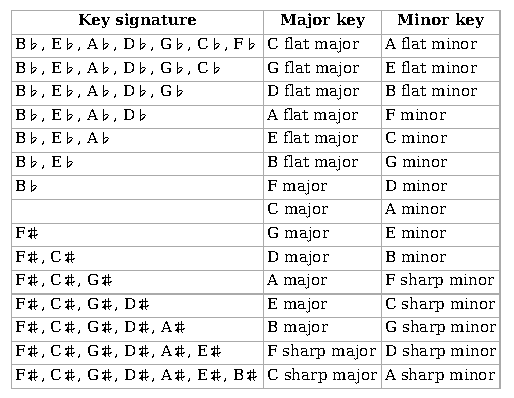 Key signature Major key Minor key
B♭, E♭, A♭, D♭, G♭, C♭, F♭ C flat major A flat minor
B♭, E♭, A♭, D♭, G♭, C♭ G flat major E flat minor
B♭, E♭, A♭, D♭, G♭ D flat major B flat minor
B♭, E♭, A♭, D♭ A flat major F minor
B♭, E♭, A♭ E flat major C minor
B♭, E♭ B flat major G minor
B♭ F major D minor
C major A minor
F♯ G major E minor
F♯, C♯ D major B minor
F♯, C♯, G♯ A major F sharp minor
F♯, C♯, G♯, D♯ E major C sharp minor
F♯, C♯, G♯, D♯, A♯ B major G sharp minor
F♯, C♯, G♯, D♯, A♯, E♯ F sharp major D sharp minor
F♯, C♯, G♯, D♯, A♯, E♯, B♯ C sharp major A sharp minor